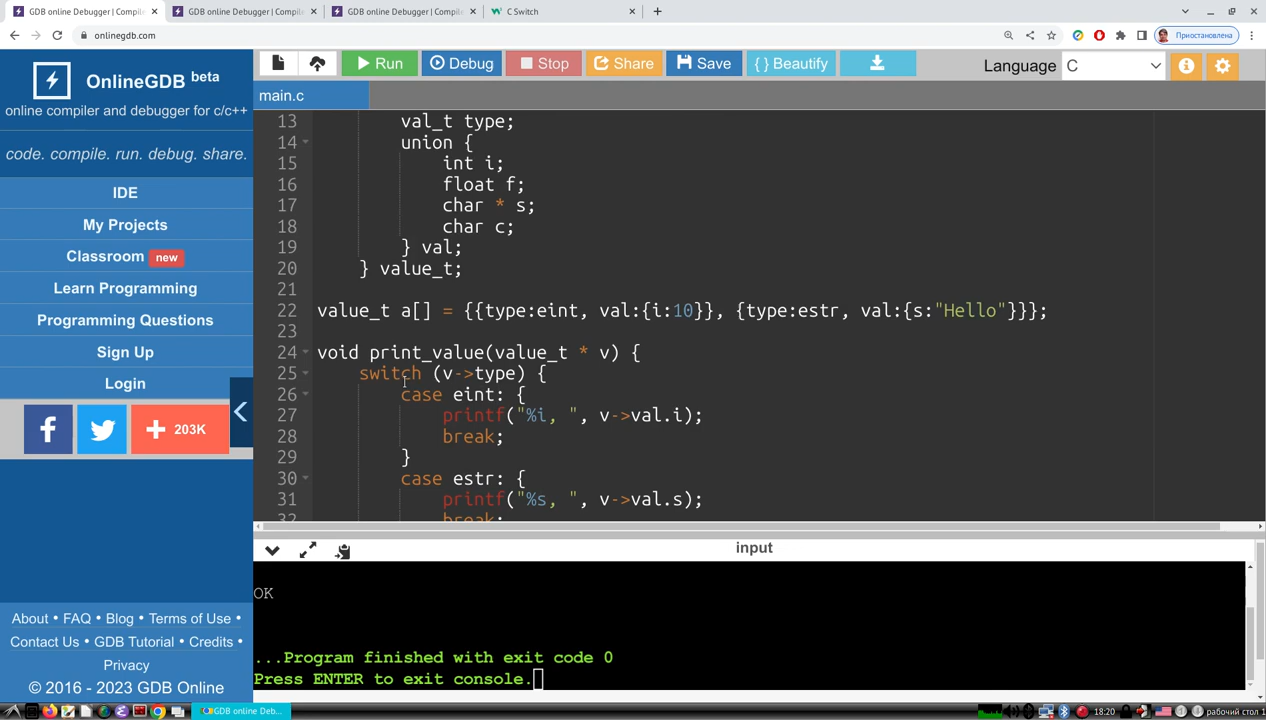 GDB online Debugger | Compile
GDB online Debugger | Compile
GDB online Debugger | Compile
C Switch
onlinegdb.com
Приостановлена
OnlineGDB beta
online compiler and debugger for c/c++
code. compile. run. debug. share.
IDE
My Projects
Classroom new
Learn Programming
Programming Questions
Sign Up
Login
203K
About • FAQ • Blog • Terms of Use •
Contact Us • GDB Tutorial • Credits •
Privacy
© 2016 - 2023 GDB Online
Run
Debug
Stop
Share
Save
{ } Beautify
Language C
main.c
13 val_t type;
14 union {
15 int i;
16 float f;
17 char * s;
18 char c;
19 } val;
20 } value_t;
21
22 value_t a[] = {{type:eint, val:{i:10}}, {type:estr, val:{s:"Hello"}}};
23
24 void print_value(value_t * v) {
25 switch (v->type) {
26 case eint: {
27 printf("%i, ", v->val.i);
28 break;
29 }
30 case estr: {
31 printf("%s, ", v->val.s);
32 break;
input
OK
...Program finished with exit code 0
Press ENTER to exit console.
GDB online Deb...
18:20
рабочий стол 1